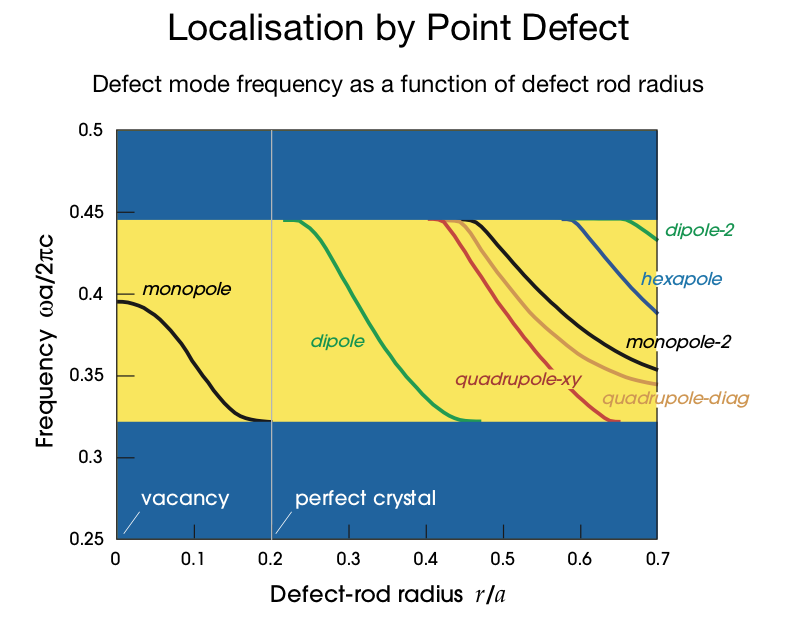 Localisation by Point Defect
Defect mode frequency as a function of defect rod radius
0.5
0.45
0.4
0.35
0.3
0.25
Frequency ωa/2πc
monopole
dipole
quadrupole-xy
dipole-2
hexapole
monopole-2
quadrupole-diag
vacancy
perfect crystal
0
0.1
0.2
0.3
0.4
0.5
0.6
0.7
Defect-rod radius r/a